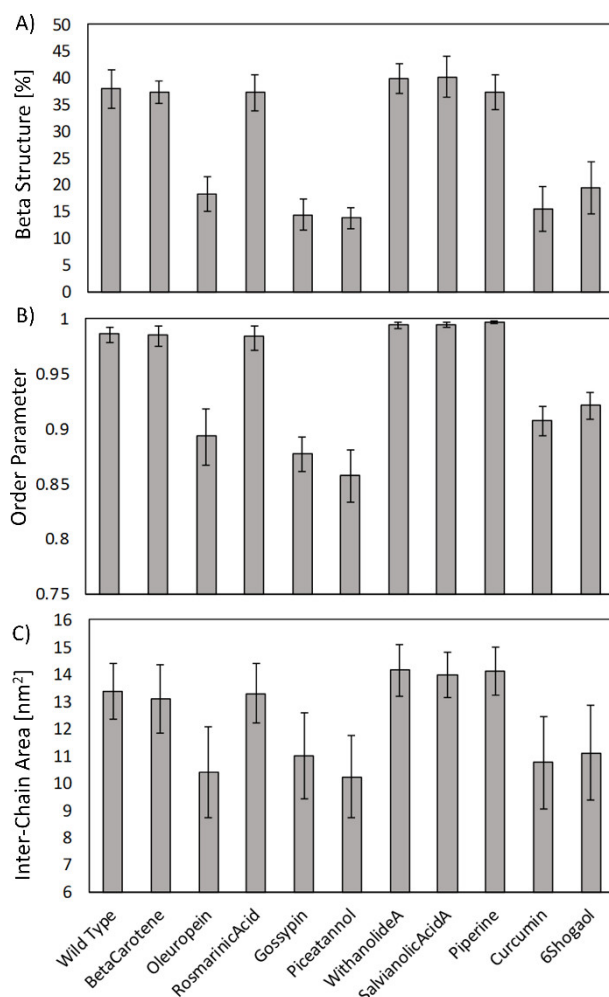 A)
Beta Structure [%]
50
45
40
35
30
25
20
15
10
5
0
B)
Order Parameter
1
0.95
0.9
0.85
0.8
0.75
C)
Inter-Chain Area [nm²]
16
15
14
13
12
11
10
9
8
7
6
Wild Type
BetaCarotene
Oleuropein
RosmarinicAcid
Gossypin
Piceatannol
WithanolideA
SalvianolicAcidA
Piperine
Curcumin
6Shogaol